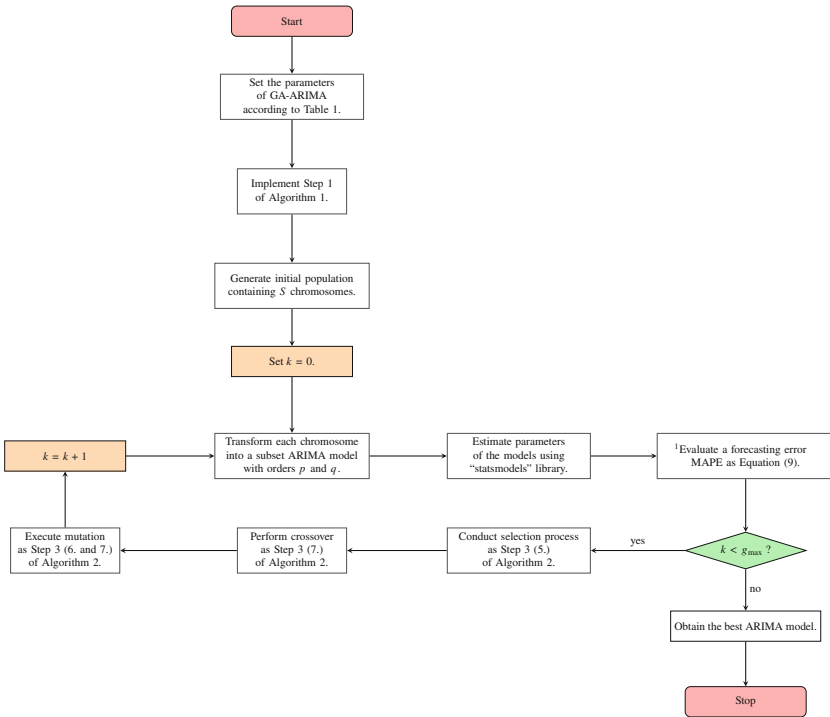 Start
Set the parameters
of GA-ARIMA
according to Table 1.
Implement Step 1
of Algorithm 1.
Generate initial population
containing S chromosomes.
Set k = 0.
k = k + 1
Transform each chromosome
into a subset ARIMA model
with orders p and q.
Estimate parameters
of the models using
“statsmodels” library.
¹Evaluate a forecasting error
MAPE as Equation (9).
Execute mutation
as Step 3 (6. and 7.)
of Algorithm 2.
Perform crossover
as Step 3 (7.)
of Algorithm 2.
Conduct selection process
as Step 3 (5.)
of Algorithm 2.
yes
k < gmax ?
no
Obtain the best ARIMA model.
Stop